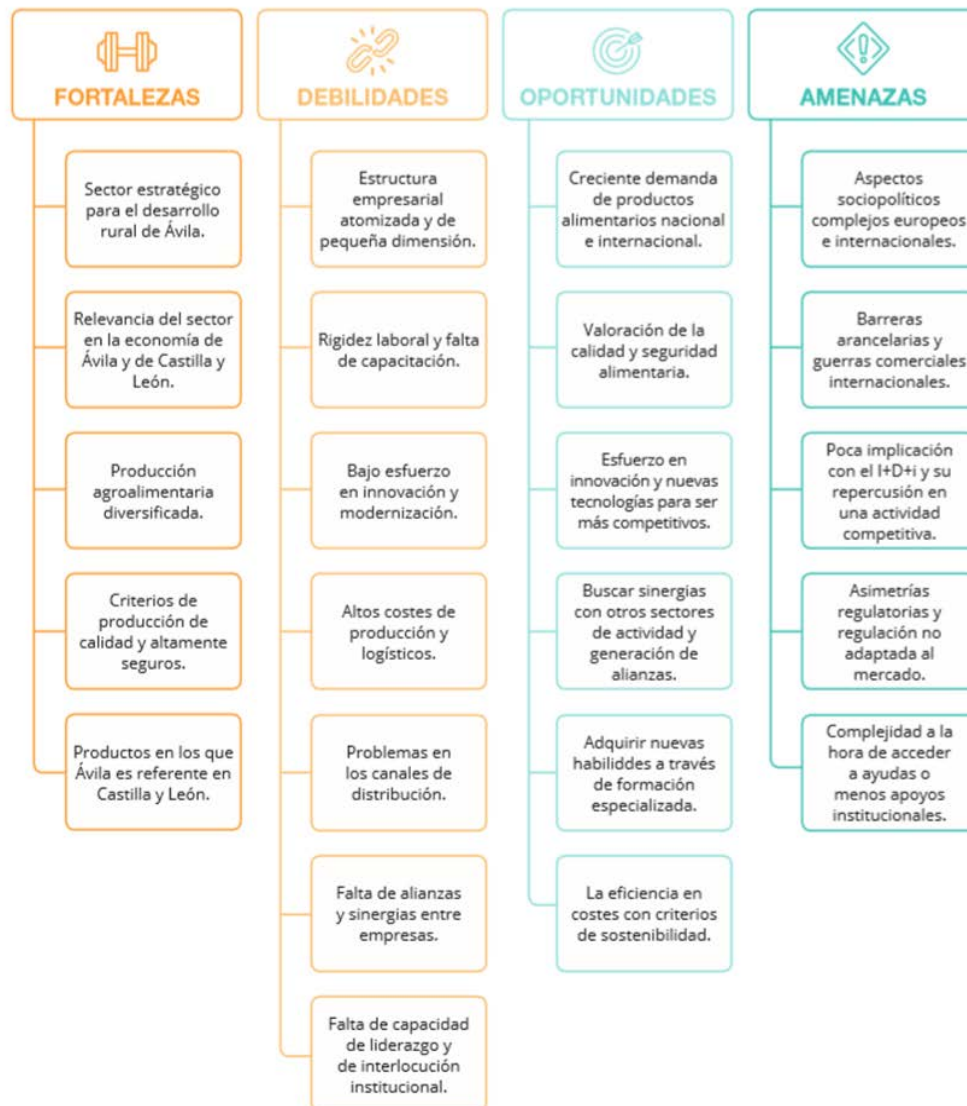 FORTALEZAS
Sector estratégico
para el desarrollo
rural de Ávila.
Relevancia del sector
en la economía de
Ávila y de Castilla y
León.
Producción
agroalimentaria
diversificada.
Criterios de
producción de
calidad y altamente
seguros.
Productos en los que
Ávila es referente en
Castilla y León.
DEBILIDADES
Estructura
empresarial
atomizada y de
pequeña dimensión.
Rigidez laboral y falta
de capacitación.
Bajo esfuerzo
en innovación y
modernización.
Altos costes de
producción y
logísticos.
Problemas en
los canales de
distribución.
Falta de alianzas
y sinergias entre
empresas.
Falta de capacidad
de liderazgo y
de interlocución
institucional.
OPORTUNIDADES
Creciente demanda
de productos
alimentarios nacional
e internacional.
Valoración de la
calidad y seguridad
alimentaria.
Esfuerzo en
innovación y nuevas
tecnologías para ser
más competitivos.
Buscar sinergias
con otros sectores
de actividad y
generación de
alianzas.
Adquirir nuevas
habiliddes a través
de formación
especializada.
La eficiencia en
costes con criterios
de sostenibilidad.
AMENAZAS
Aspectos
sociopolíticos
complejos europeos
e internacionales.
Barreras
arancelarias y
guerras comerciales
internacionales.
Poca implicación
con el I+D+i y su
repercusión en
una actividad
competitiva.
Asimetrías
regulatorias y
regulación no
adaptada al
mercado.
Complejidad a la
hora de acceder
a ayudas o
menos apoyos
institucionales.